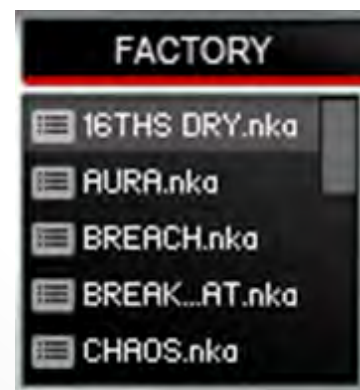 FACTORY
16THS DRY.nka
AURA.nka
BREACH.nka
BREAK...AT.nka
CHAOS.nka